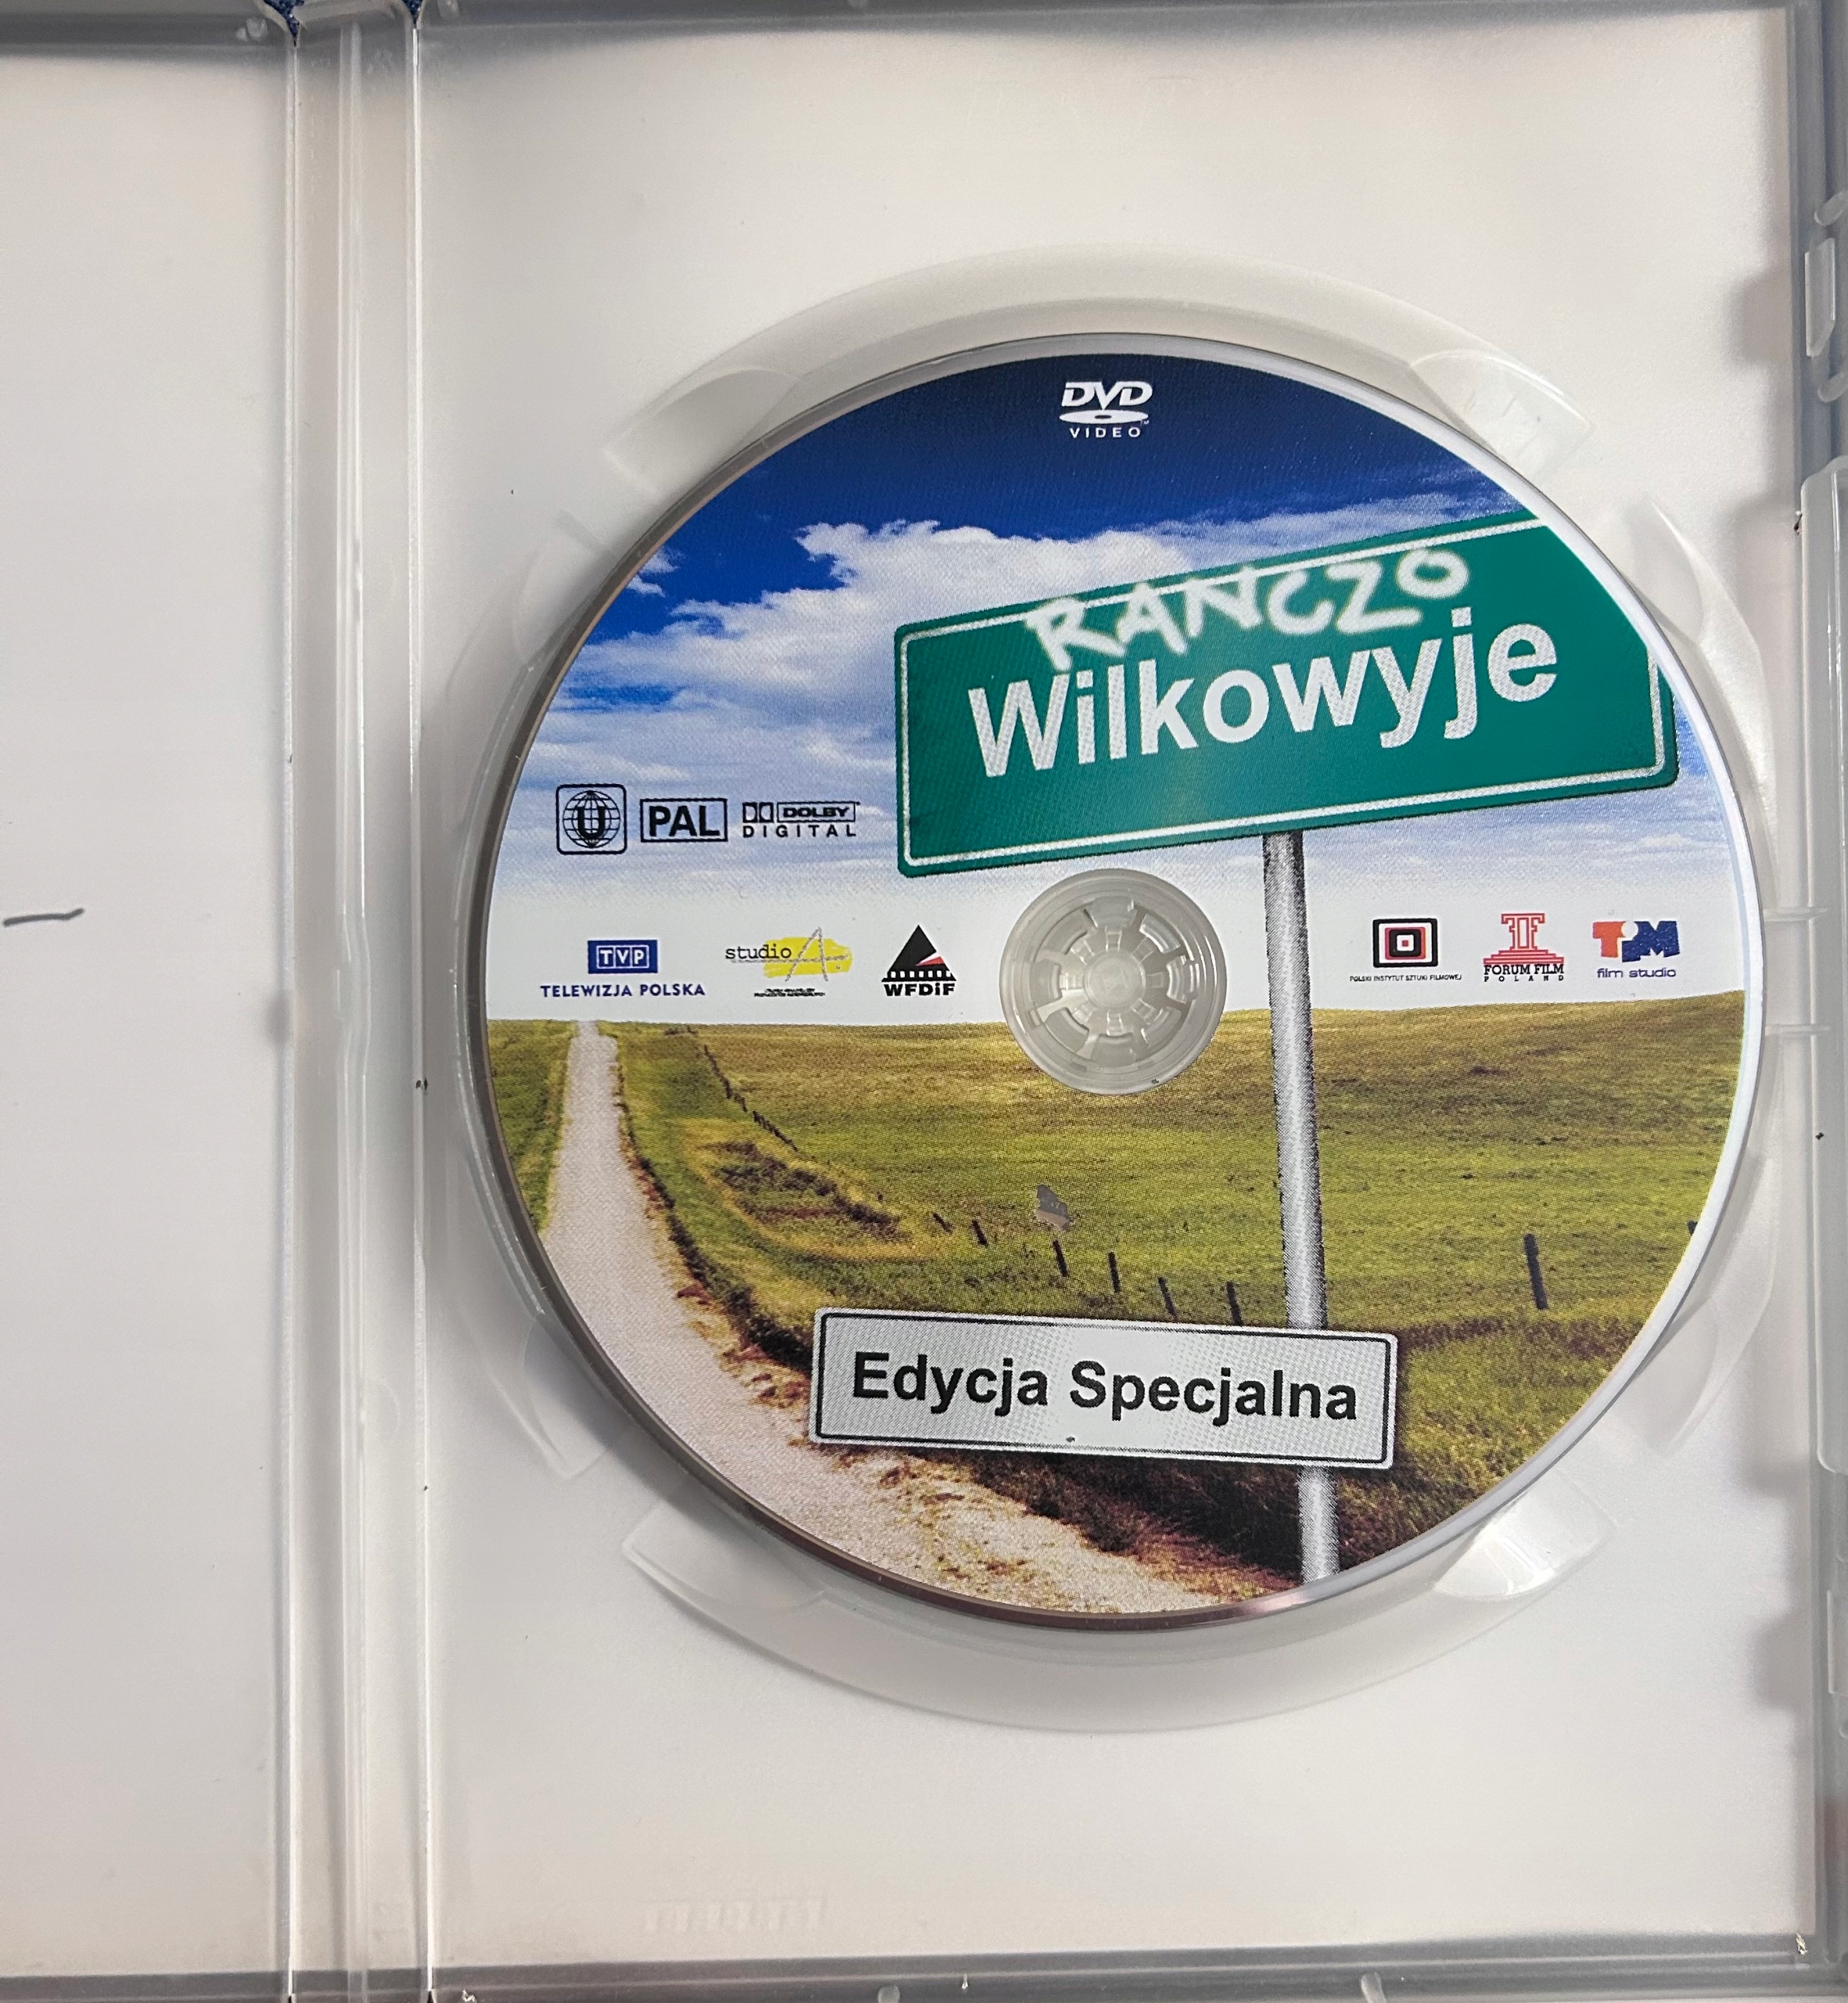 DVD
VIDEO
RANCZO
Wilkowyje
U
PAL
DOLBY
DIGITAL
TVP
TELEWIZJA POLSKA
studio A
WFDiF
POLSKI INSTYTUT SZTUKI FILMOWEJ
FORUM FILM
POLAND
film studio
Edycja Specjalna